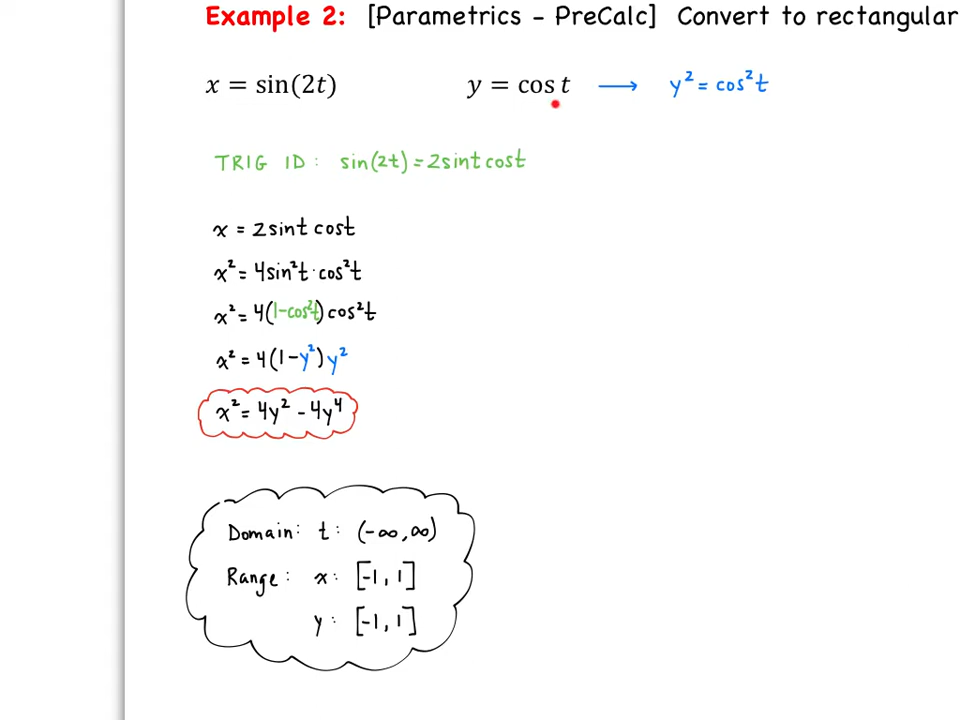 Example 2: [Parametrics – PreCalc] Convert to rectangular
x = sin(2t) y = cos t → y² = cos²t
TRIG ID: sin(2t) = 2sint cost
x = 2sint cost
x² = 4sin²t · cos²t
x² = 4(1-cos²t) cos²t
x² = 4(1-y²)y²
x² = 4y² - 4y⁴
Domain: t: (-∞, ∞)
Range: x: [-1, 1]
y: [-1, 1]